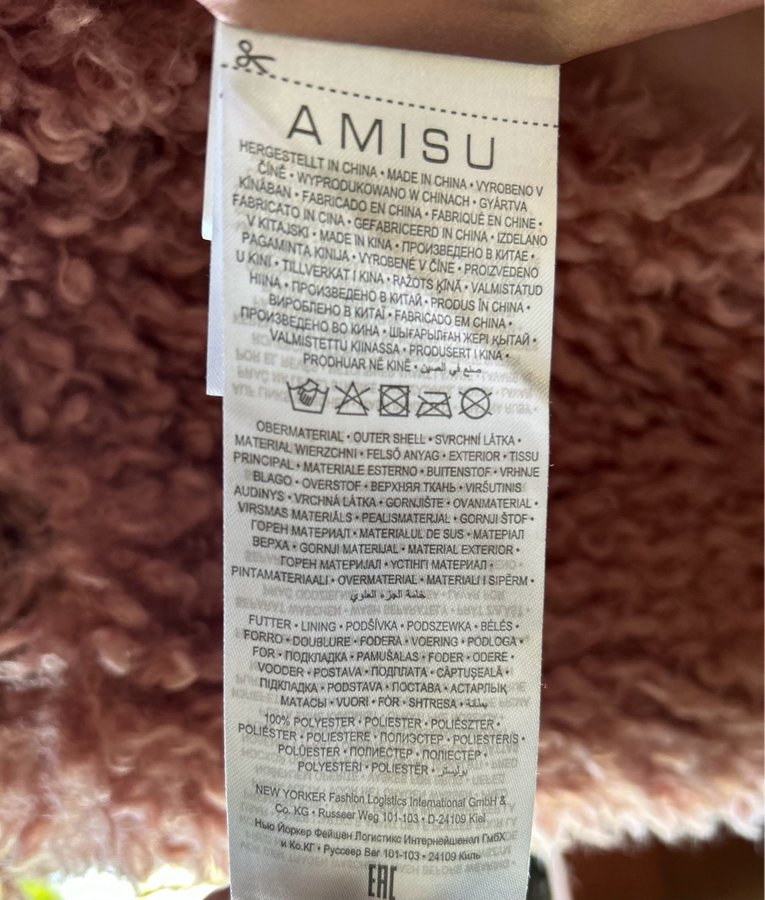 AMISU
HERGESTELLT IN CHINA • MADE IN CHINA • VYROBENO V
ČÍNĚ • WYPRODUKOWANO W CHINACH • GYÁRTVA
KÍNÁBAN • FABRICADO EN CHINA • FABRIQUÉ EN CHINE •
FABRICATO IN CINA • GEFABRICEERD IN CHINA • IZDELANO
V KITAJSKI • MADE IN KINA • ПРОИЗВЕДЕНО В КИТАЕ •
PAGAMINTA KINIJA • VYROBENÉ V ČÍNE • PROIZVEDENO
U KINI • TILLVERKAT I KINA • RAŽOTS ĶĪNĀ • VALMISTATUD
HIINA • ПРОИЗВЕДЕНО В КИТАЙ • PRODUS ÎN CHINA •
ВИРОБЛЕНО В КИТАЇ • FABRICADO EM CHINA •
ПРОИЗВЕДЕНО ВО КИНА • ШЫҒАРЫЛҒАН ЖЕРІ ҚЫТАЙ •
VALMISTETTU KIINASSA • PRODUSERT I KINA •
PRODHUAR NË KINË • صنع في الصين
OBERMATERIAL • OUTER SHELL • SVRCHNÍ LÁTKA •
MATERIAŁ WIERZCHNI • FELSŐ ANYAG • EXTERIOR • TISSU
PRINCIPAL • MATERIALE ESTERNO • BUITENSTOF • VRHNJE
BLAGO • OVERSTOF • ВЕРХНЯЯ ТКАНЬ • VIRŠUTINIS
AUDINYS • VRCHNÁ LÁTKA • GORNJIŠTE • OVANMATERIAL •
VIRSMAS MATERIĀLS • PEALISMATERJAL • GORNJI ŠTOF •
ГОРЕН МАТЕРИАЛ • MATERIALUL DE SUS • МАТЕРІАЛ
ВЕРХА • GORNJI MATERIJAL • MATERIAL EXTERIOR •
ГОРЕН МАТЕРИЈАЛ • ҮСТІҢГІ МАТЕРИАЛ •
PINTAMATERIAALI • OVERMATERIAL • MATERIALI I SIPËRM •
خامة الجزء العلوي
FUTTER • LINING • PODŠÍVKA • PODSZEWKA • BÉLÉS •
FORRO • DOUBLURE • FODERA • VOERING • PODLOGA •
FOR • ПОДКЛАДКА • PAMUŠALAS • FODER • ODERE •
VOODER • POSTAVA • ПОДПЛАТА • CĂPTUȘEALĂ •
ПІДКЛАДКА • PODSTAVA • ПОСТАВА • АСТАРЛЫҚ
МАТАСЫ • VUORI • FÔR • SHTRESA • بطانة
100% POLYESTER • POLIESTER • POLIÉSZTER •
POLIÉSTER • POLIESTERE • ПОЛИЭСТЕР • POLIESTERIS •
POLÜESTER • ПОЛИЕСТЕР • ПОЛІЕСТЕР •
POLYESTERI • POLIESTËR • بوليستر
NEW YORKER Fashion Logistics International GmbH &
Co. KG • Russeer Weg 101-103 • D-24109 Kiel
Нью Йоркер Фейшен Логистикс Интернейшенал ГмбХ
и Ко.КГ • Руссеер Вег 101-103 • 24109 Киль
EAC